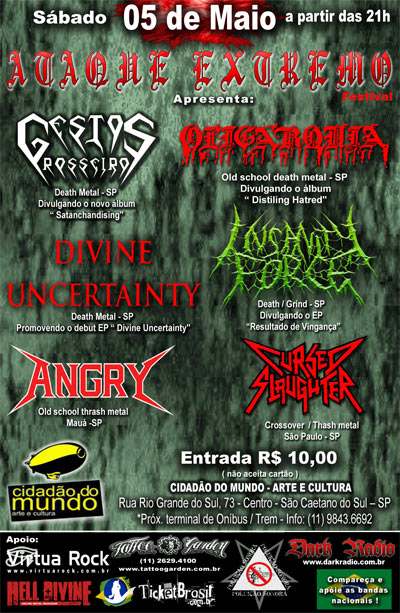 Sábado 05 de Maio a partir das 21h
ATAQUE EXTREMO
Festival
Apresenta:
GESTOS
GROSSEIROS
Death Metal - SP
Divulgando o novo álbum
“ Satanchandising”
OLIGARQUIA
Old school death metal - SP
Divulgando o álbum
“ Distiling Hatred”
DIVINE
UNCERTAINTY
Death Metal - SP
Promovendo o debut EP “ Divine Uncertainty”
INSANITY
FORCE
Death / Grind - SP
Divulgando o EP
“Resultado de Vingança”
ANGRY
Old school thrash metal
Mauá -SP
CURSED
SLAUGHTER
Crossover / Thash metal
São Paulo - SP
Entrada R$ 10,00
( não aceita cartão )
CIDADÃO DO MUNDO - ARTE E CULTURA
Rua Rio Grande do Sul, 73 - Centro - São Caetano do Sul – SP
*Próx. terminal de Onibus / Trem - Info: (11) 9843.6692
cidadão do
mundo
arte e cultura
Apoio:
Virtua Rock
www.virtuarock.com.br
Tattoo Garden
(11) 2629.4100
www.tattoogarden.com.br
POLUIÇÃO SONORA
Dark Radio
www.darkradio.com.br
HELL DIVINE
Ticket Brasil
Compareça e
apoie as bandas
nacionais !